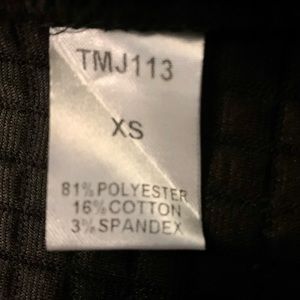 TMJ113
XS
81% POLYESTER
16% COTTON
3% SPANDEX